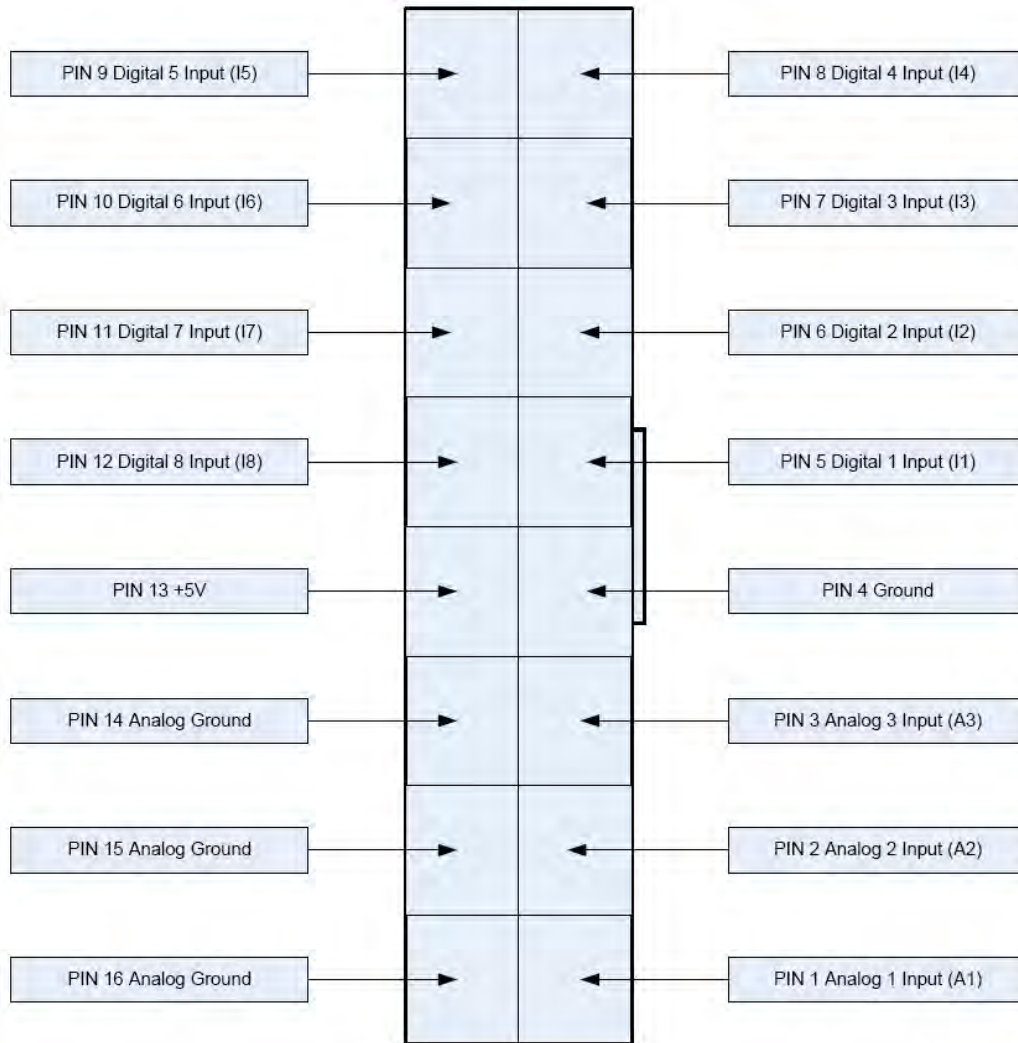 PIN 9 Digital 5 Input (I5)
PIN 8 Digital 4 Input (I4)
PIN 10 Digital 6 Input (I6)
PIN 7 Digital 3 Input (I3)
PIN 11 Digital 7 Input (I7)
PIN 6 Digital 2 Input (I2)
PIN 12 Digital 8 Input (I8)
PIN 5 Digital 1 Input (I1)
PIN 13 +5V
PIN 4 Ground
PIN 14 Analog Ground
PIN 3 Analog 3 Input (A3)
PIN 15 Analog Ground
PIN 2 Analog 2 Input (A2)
PIN 16 Analog Ground
PIN 1 Analog 1 Input (A1)